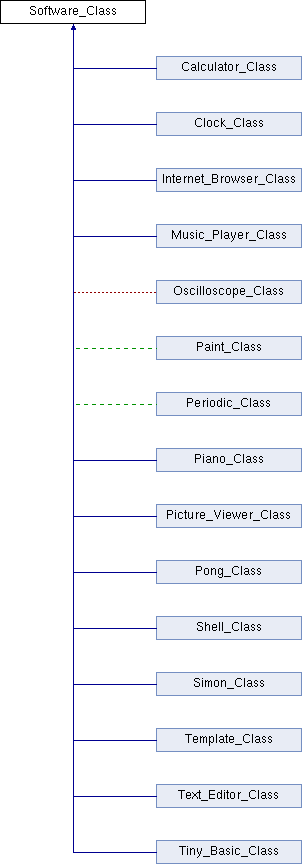 Software_Class
Calculator_Class
Clock_Class
Internet_Browser_Class
Music_Player_Class
Oscilloscope_Class
Paint_Class
Periodic_Class
Piano_Class
Picture_Viewer_Class
Pong_Class
Shell_Class
Simon_Class
Template_Class
Text_Editor_Class
Tiny_Basic_Class